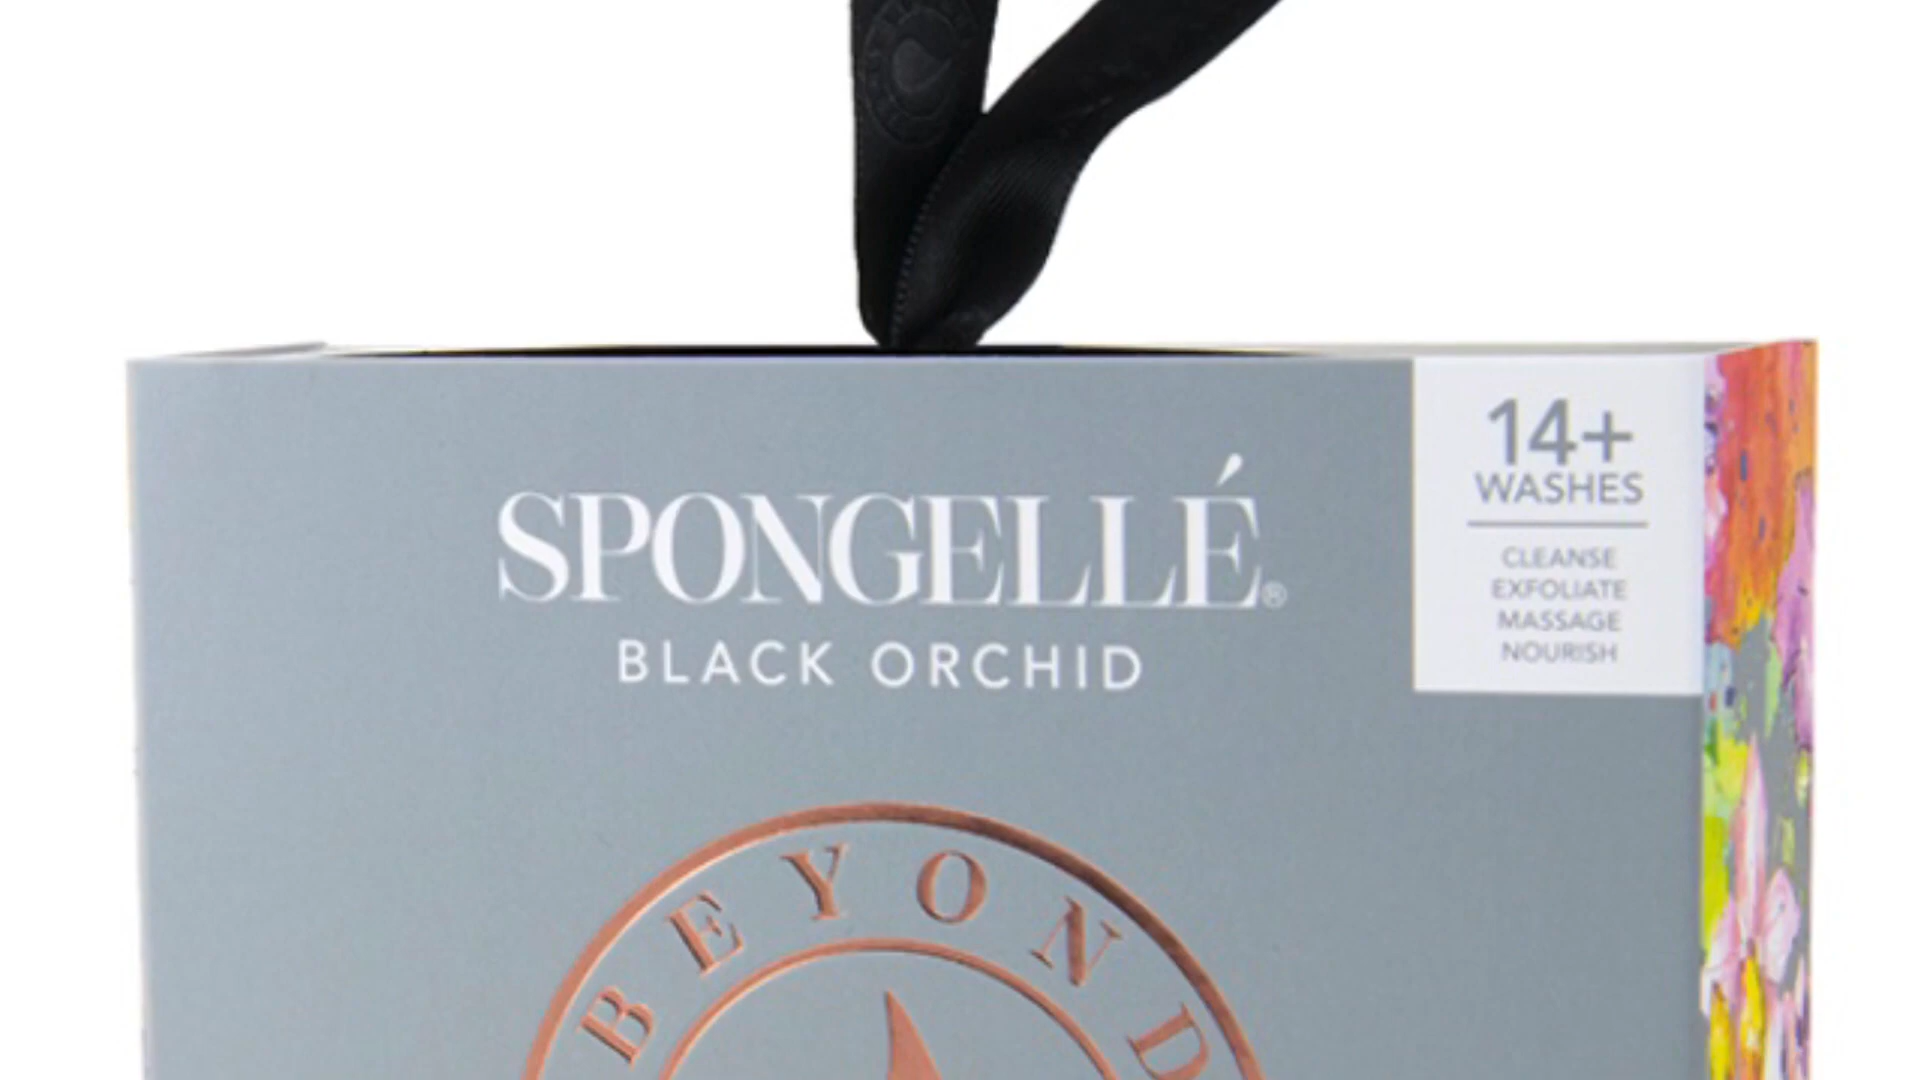 SPONGELLÉ®
BLACK ORCHID
14+
WASHES
CLEANSE
EXFOLIATE
MASSAGE
NOURISH
BEYOND